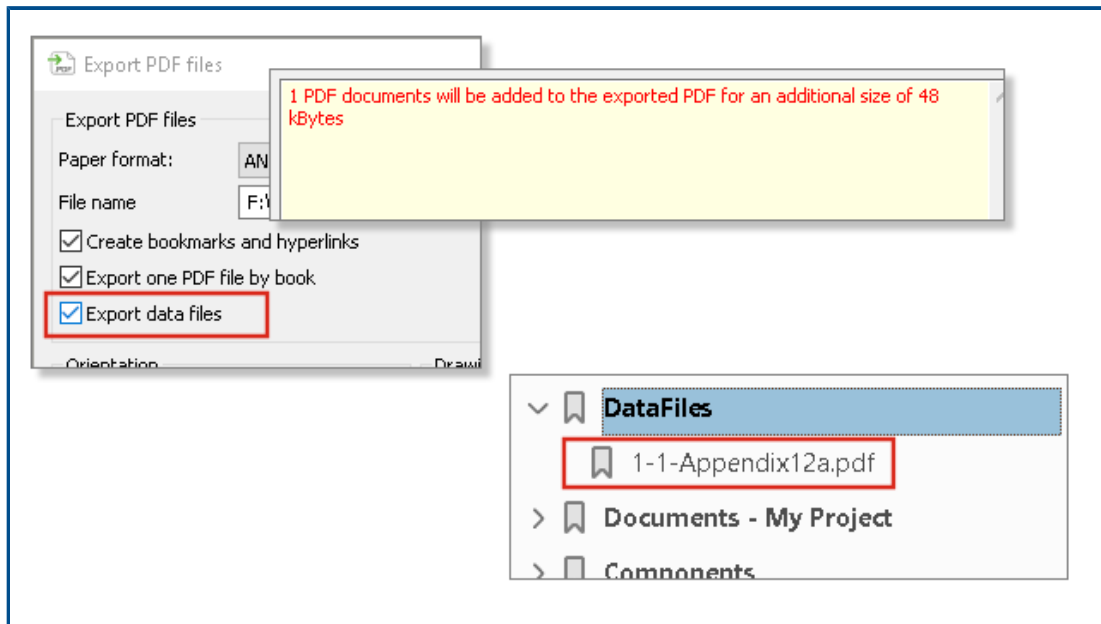 Export PDF files
1 PDF documents will be added to the exported PDF for an additional size of 48
kBytes
Export PDF files
Paper format:
AN
File name
F:\
Create bookmarks and hyperlinks
Export one PDF file by book
Export data files
Orientation
Drawi
DataFiles
1-1-Appendix12a.pdf
Documents - My Project
Components